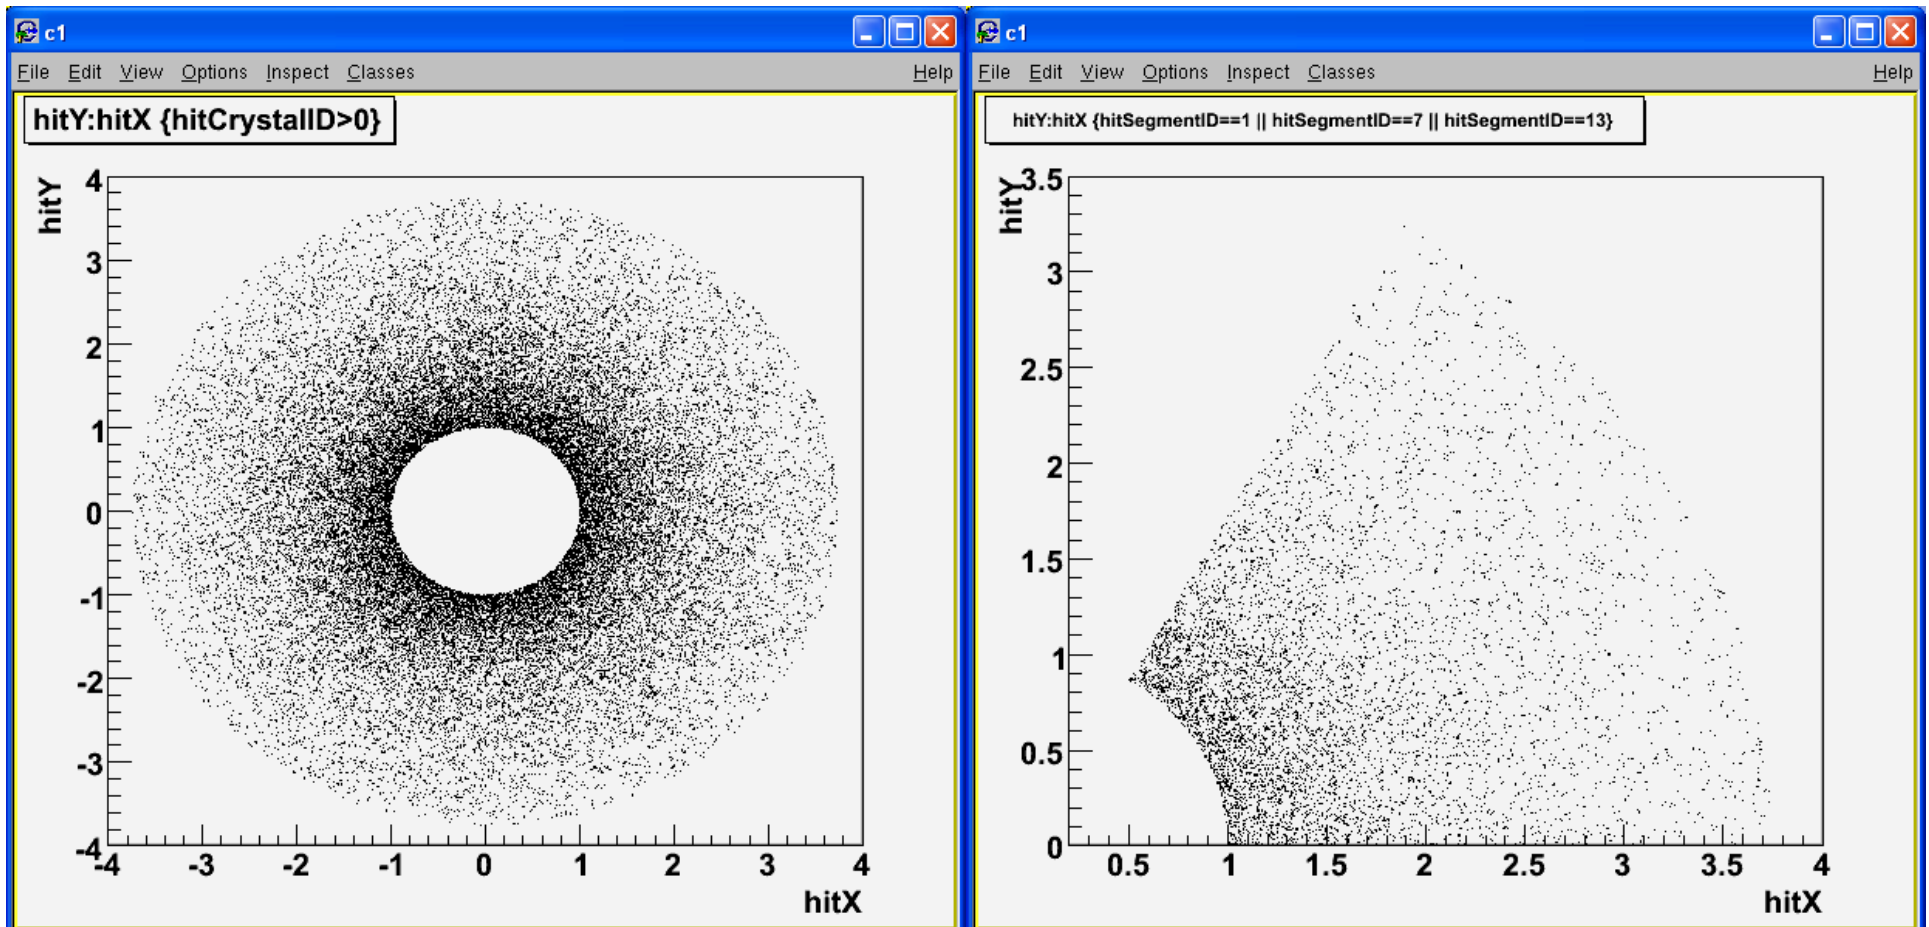 c1
File Edit View Options Inspect Classes Help
hitY:hitX {hitCrystalID>0}
hitY
4
3
2
1
0
-1
-2
-3
-4
-4 -3 -2 -1 0 1 2 3 4
hitX
c1
File Edit View Options Inspect Classes Help
hitY:hitX {hitSegmentID==1 || hitSegmentID==7 || hitSegmentID==13}
hitY
3.5
3
2.5
2
1.5
1
0.5
0
0.5 1 1.5 2 2.5 3 3.5 4
hitX